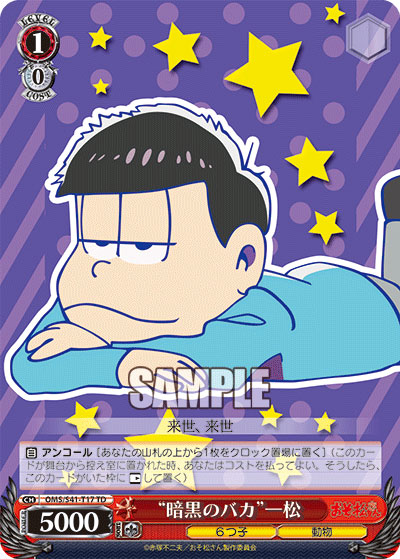 LEVEL
1
0
COST
SAMPLE
来世、来世
自 アンコール [あなたの山札の上から1枚をクロック置場に置く] (このカー
ドが舞台から控え室に置かれた時、あなたはコストを払ってよい。そうしたら、
このカードがいた枠に レストして置く)
CH OMS/S41-T17 TD
5000
“暗黒のバカ”一松
おそ松さん
6つ子
動物
©赤塚不二夫/おそ松さん製作委員会